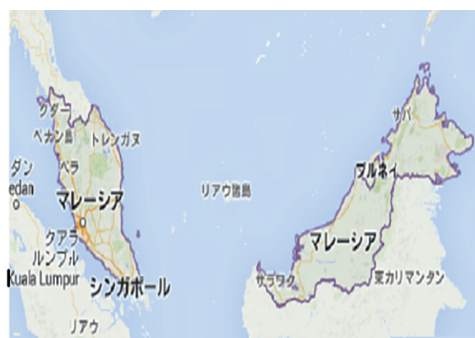 クダー
ペナン島
トレンガヌ
サバ
ダン
edan
ペラ
ブルネイ
リアウ諸島
マレーシア
マレーシア
クアラ
ルンプル
Kuala Lumpur
シンガポール
サラワク
東カリマンタン
リアウ